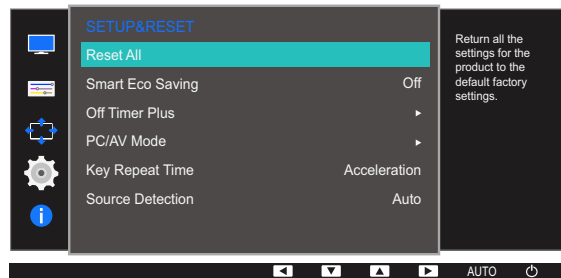 SETUP&RESET
Reset All
Smart Eco Saving Off
Off Timer Plus
PC/AV Mode
Key Repeat Time Acceleration
Source Detection Auto
Return all the
settings for the
product to the
default factory
settings.
AUTO